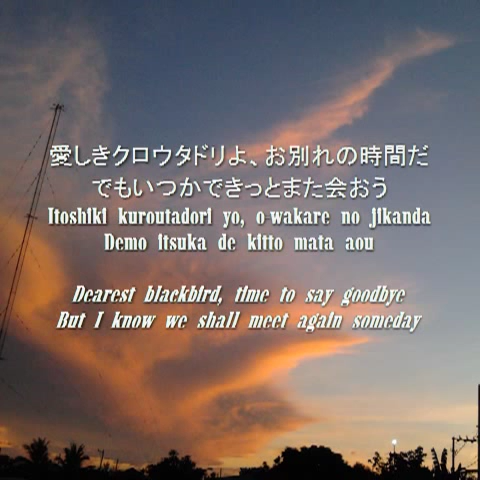 愛しきクロウタドリよ、お別れの時間だ
でもいつかできっとまた会おう
Itoshiki kuroutadori yo, o-wakare no jikanda
Demo itsuka de kitto mata aou
Dearest blackbird, time to say goodbye
But I know we shall meet again someday